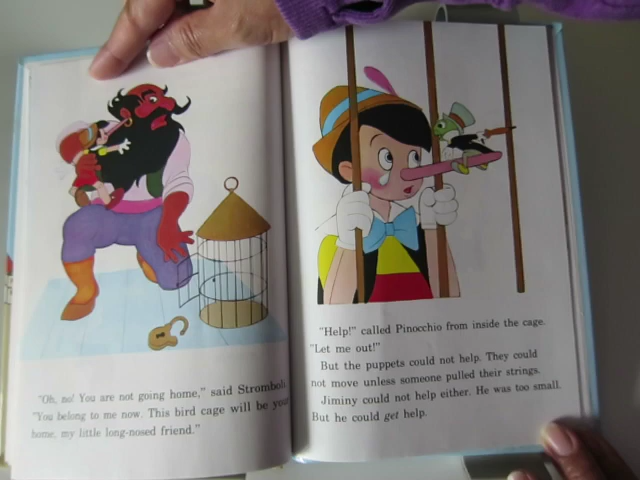 "Oh, no! You are not going home," said Stromboli
"You belong to me now. This bird cage will be your
home, my little long-nosed friend."
"Help!" called Pinocchio from inside the cage.
"Let me out!"
But the puppets could not help. They could
not move unless someone pulled their strings.
Jiminy could not help either. He was too small.
But he could get help.